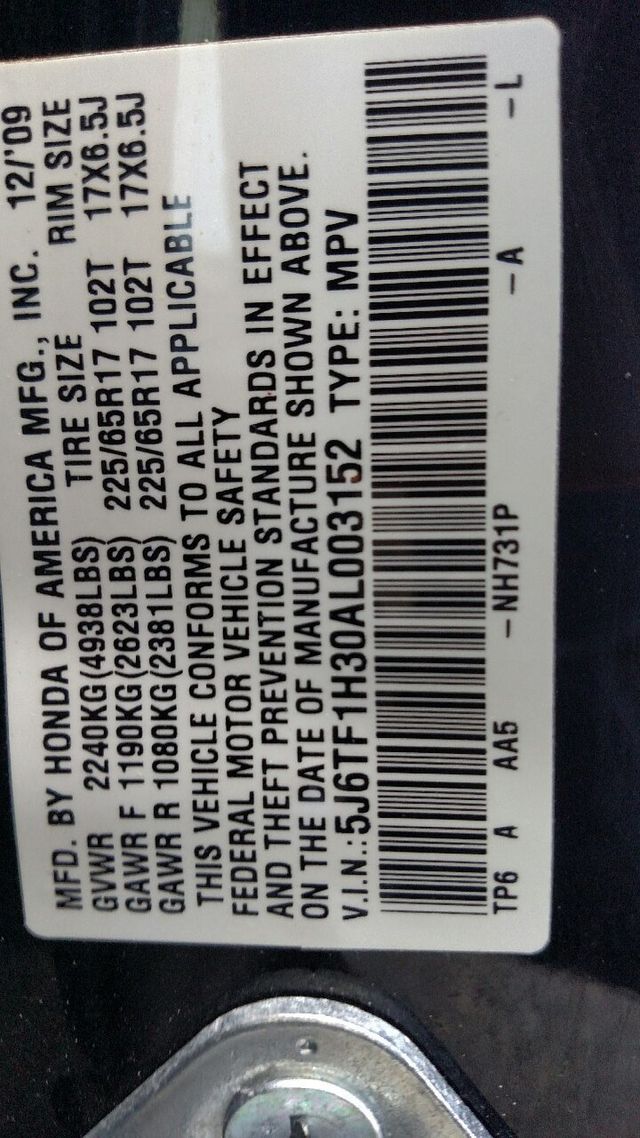 MFD. BY HONDA OF AMERICA MFG., INC. 12/'09
GVWR 2240KG(4938LBS) TIRE SIZE RIM SIZE
GAWR F 1190KG(2623LBS) 225/65R17 102T 17X6.5J
GAWR R 1080KG(2381LBS) 225/65R17 102T 17X6.5J
THIS VEHICLE CONFORMS TO ALL APPLICABLE
FEDERAL MOTOR VEHICLE SAFETY
AND THEFT PREVENTION STANDARDS IN EFFECT
ON THE DATE OF MANUFACTURE SHOWN ABOVE.
V.I.N.:5J6TF1H30AL003152 TYPE: MPV
TP6 A AA5 –NH731P –A –L